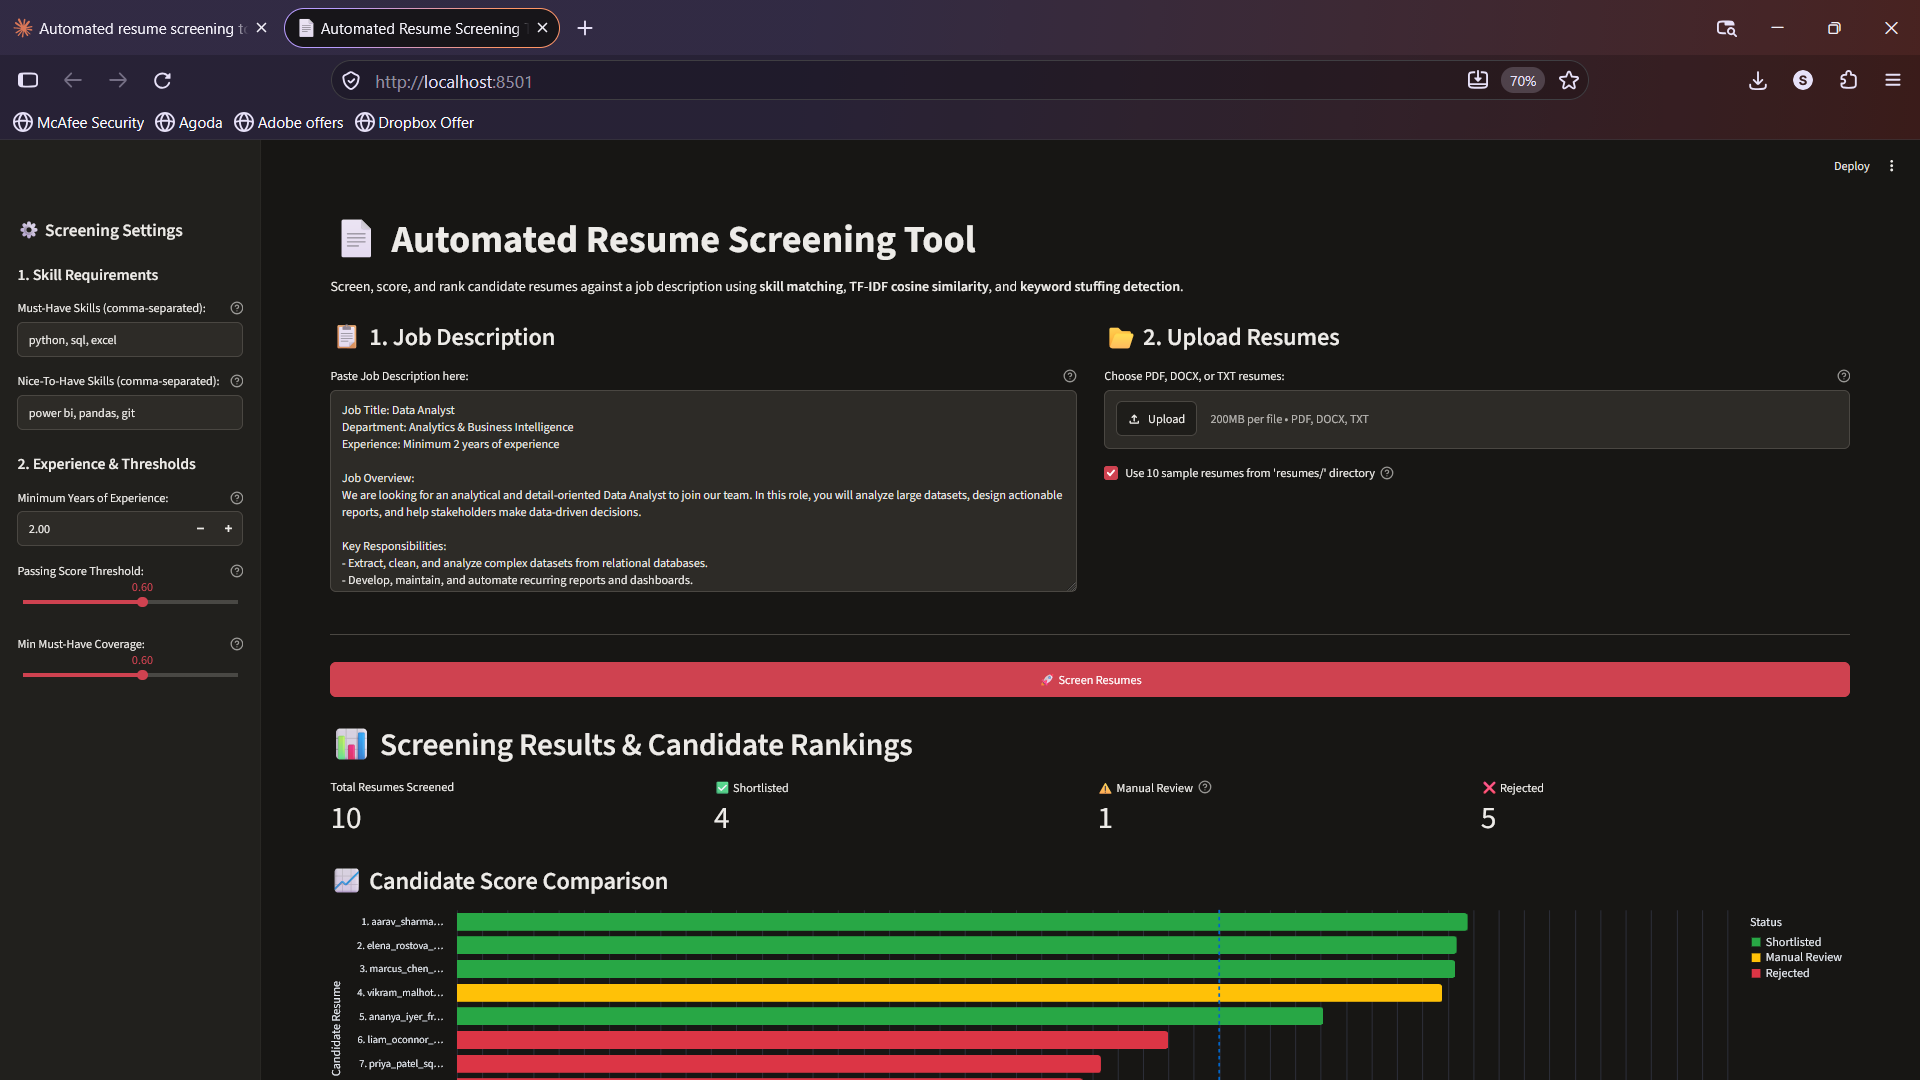 Automated resume screening to
Automated Resume Screening
http://localhost:8501
70%
S
McAfee Security
Agoda
Adobe offers
Dropbox Offer
Deploy
Screening Settings
1. Skill Requirements
Must-Have Skills (comma-separated):
python, sql, excel
Nice-To-Have Skills (comma-separated):
power bi, pandas, git
2. Experience & Thresholds
Minimum Years of Experience:
2.00
Passing Score Threshold:
0.60
Min Must-Have Coverage:
0.60
Automated Resume Screening Tool
Screen, score, and rank candidate resumes against a job description using skill matching, TF-IDF cosine similarity, and keyword stuffing detection.
1. Job Description
Paste Job Description here:
Job Title: Data Analyst
Department: Analytics & Business Intelligence
Experience: Minimum 2 years of experience
Job Overview:
We are looking for an analytical and detail-oriented Data Analyst to join our team. In this role, you will analyze large datasets, design actionable
reports, and help stakeholders make data-driven decisions.
Key Responsibilities:
- Extract, clean, and analyze complex datasets from relational databases.
- Develop, maintain, and automate recurring reports and dashboards.
2. Upload Resumes
Choose PDF, DOCX, or TXT resumes:
Upload
200MB per file • PDF, DOCX, TXT
Use 10 sample resumes from 'resumes/' directory
Screen Resumes
Screening Results & Candidate Rankings
Total Resumes Screened
10
Shortlisted
4
Manual Review
1
Rejected
5
Candidate Score Comparison
Candidate Resume
1. aarav_sharma...
2. elena_rostova_...
3. marcus_chen_...
4. vikram_malhot...
5. ananya_iyer_fr...
6. liam_oconnor_...
7. priya_patel_sq...
Status
Shortlisted
Manual Review
Rejected